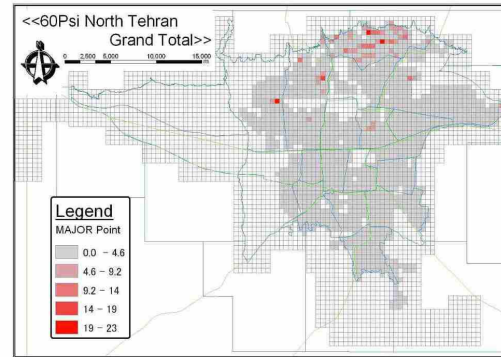 <<60Psi North Tehran
Grand Total>>
0 2,500 5,000 10,000 15,000
Legend
MAJOR Point
0.0 - 4.6
4.6 - 9.2
9.2 - 14
14 - 19
19 - 23